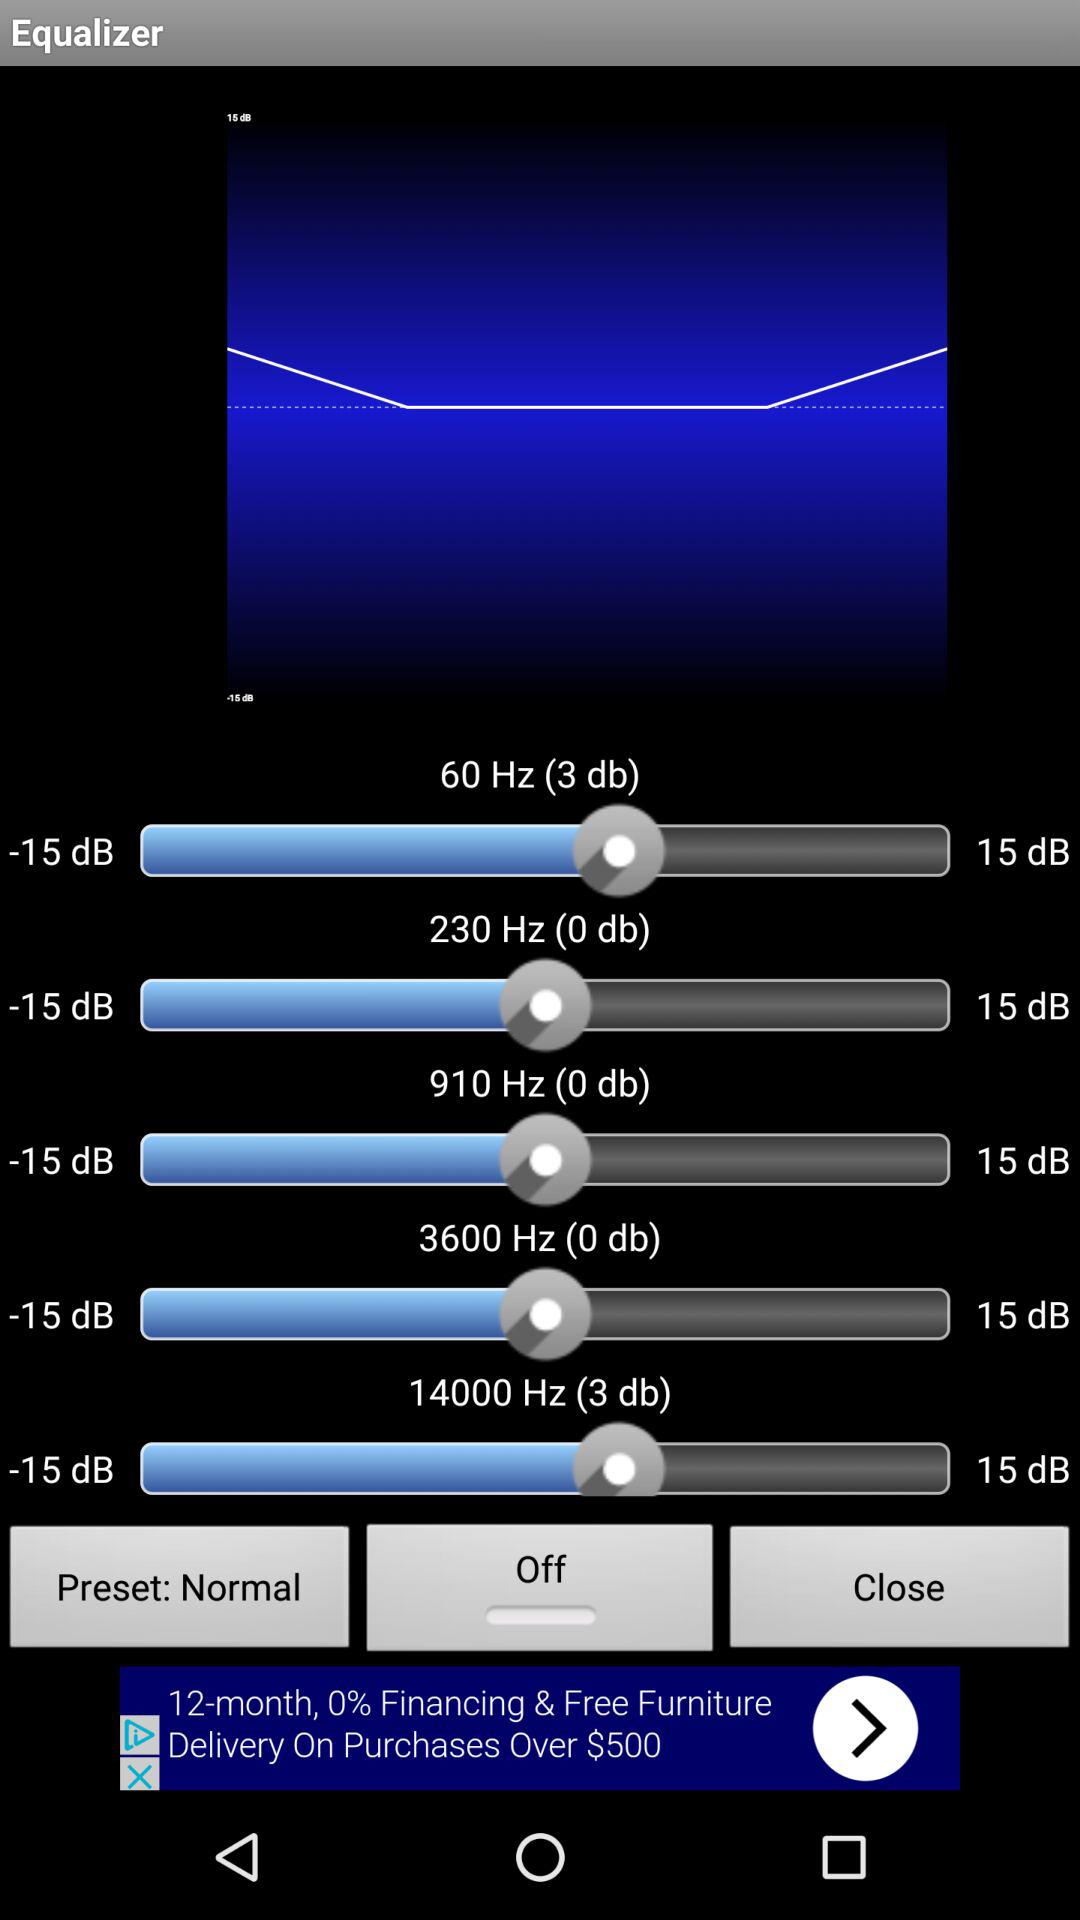 Equalizer
15 dB
-15 dB
60 Hz (3 db)
-15 dB 15 dB
230 Hz (0 db)
-15 dB 15 dB
910 Hz (0 db)
-15 dB 15 dB
3600 Hz (0 db)
-15 dB 15 dB
14000 Hz (3 db)
-15 dB 15 dB
Preset: Normal Off Close
12-month, 0% Financing & Free Furniture
Delivery On Purchases Over $500